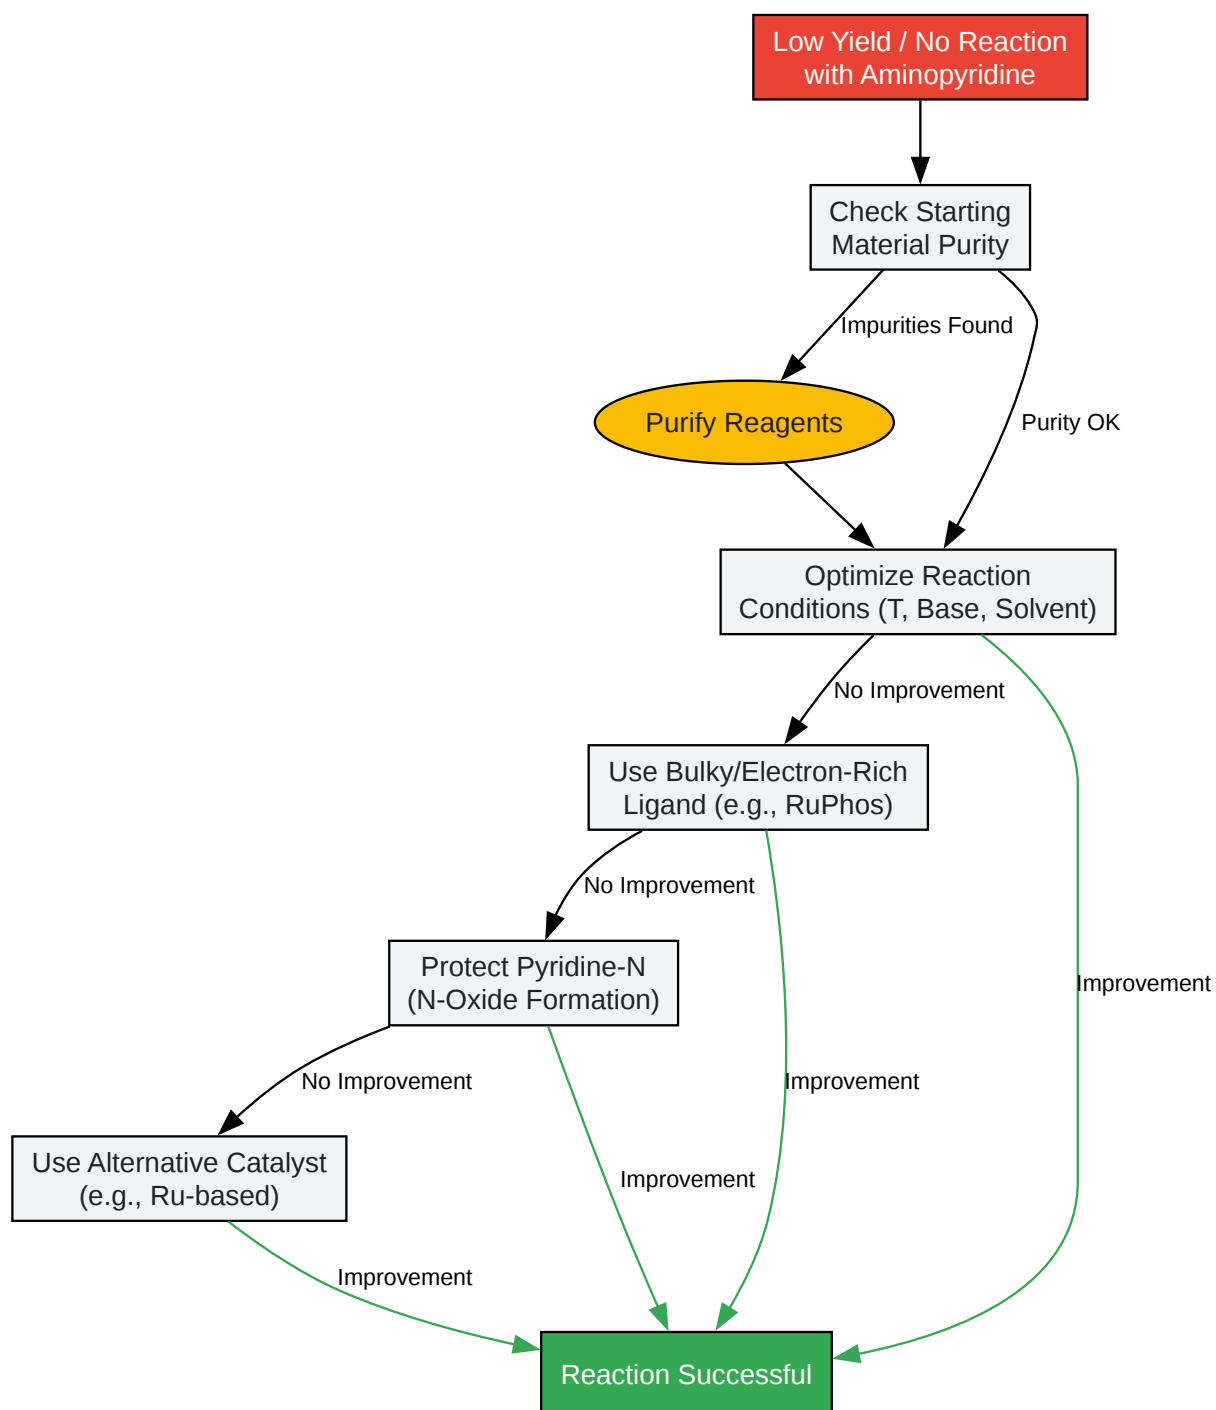 Low Yield / No Reaction
with Aminopyridine
Check Starting
Material Purity
Impurities Found
Purify Reagents
Purity OK
Optimize Reaction
Conditions (T, Base, Solvent)
No Improvement
Use Bulky/Electron-Rich
Ligand (e.g., RuPhos)
No Improvement
Protect Pyridine-N
(N-Oxide Formation)
Improvement
No Improvement
Improvement
Use Alternative Catalyst
(e.g., Ru-based)
Improvement
Improvement
Reaction Successful